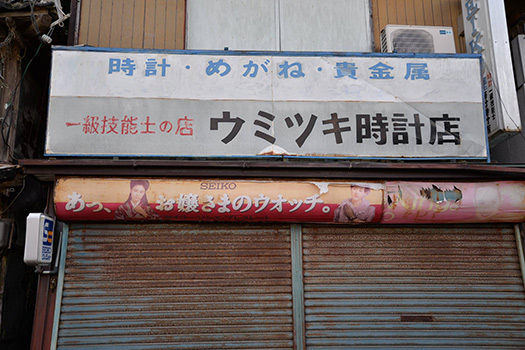 時計・めがね・貴金属
一級技能士の店
ウミツキ時計店
SEIKO
あっ、お嬢さまのウオッチ。